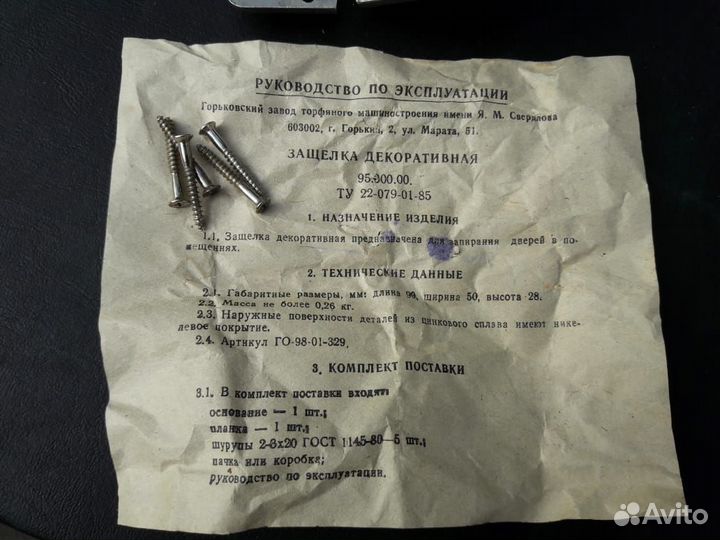 РУКОВОДСТВО ПО ЭКСПЛУАТАЦИИ
Горьковский завод торфяного машиностроения имени Я. М. Свердлова
603002, г. Горький, 2, ул. Марата, 51.
ЗАЩЕЛКА ДЕКОРАТИВНАЯ
95.300.00.
ТУ 22-079-01-85
1. НАЗНАЧЕНИЕ ИЗДЕЛИЯ
1.1. Защелка декоративная предназначена для запирания дверей в по-
мещениях.
2. ТЕХНИЧЕСКИЕ ДАННЫЕ
2.1. Габаритные размеры, мм: длина 90, ширина 50, высота 28.
2.2. Масса не более 0,26 кг.
2.3. Наружные поверхности деталей из цинкового сплава имеют нике-
левое покрытие.
2.4. Артикул ГО-98-01-329.
3. КОМПЛЕКТ ПОСТАВКИ
3.1. В комплект поставки входят:
основание — 1 шт.;
планка — 1 шт.;
шурупы 2-3х20 ГОСТ 1145-80—5 шт.;
пачка или коробка;
руководство по эксплуатации.
Avito